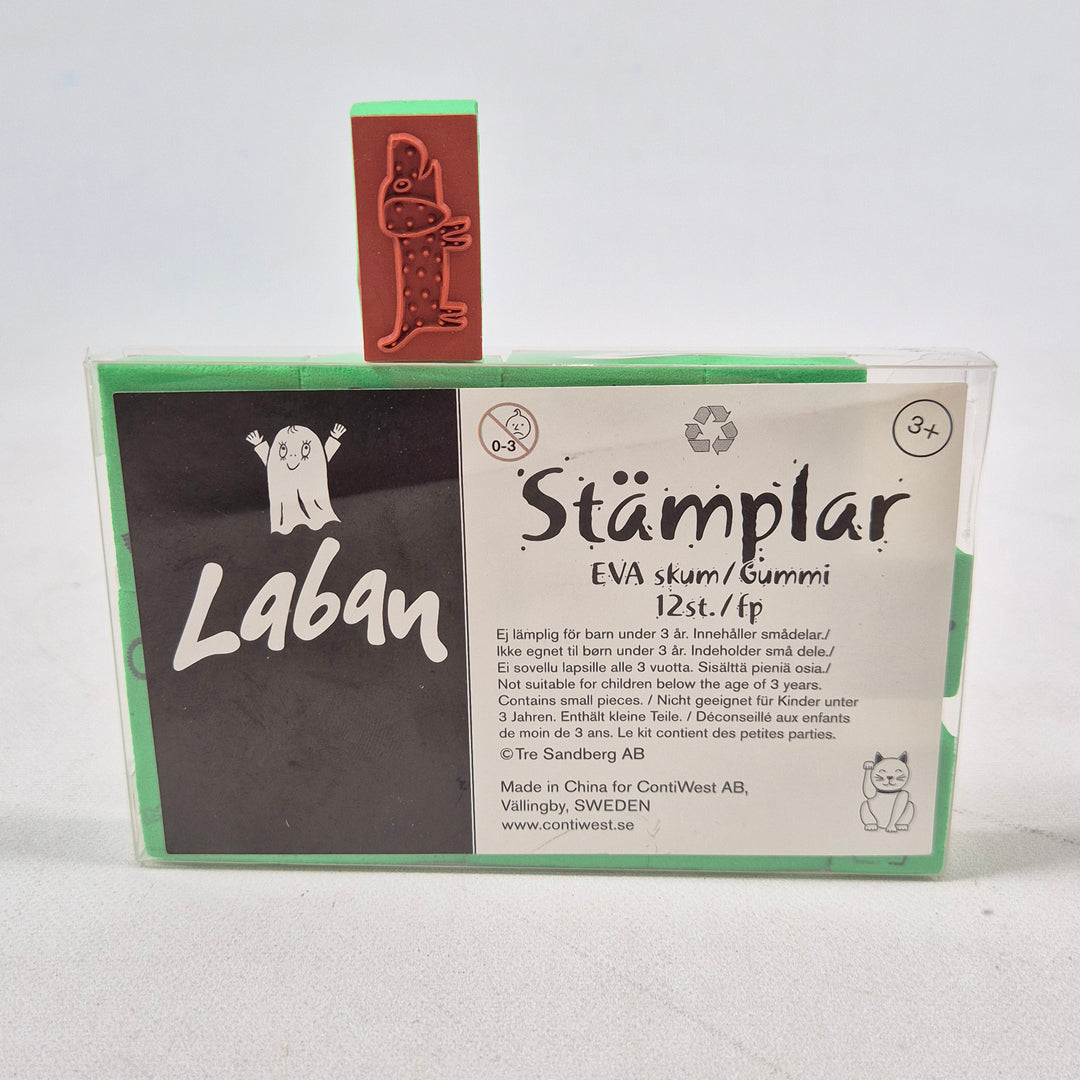 Laban
0-3
3+
Stämplar
EVA skum/Gummi
12st./fp
Ej lämplig för barn under 3 år. Innehåller smådelar./
Ikke egnet til børn under 3 år. Indeholder små dele./
Ei sovellu lapsille alle 3 vuotta. Sisältä pieniä osia./
Not suitable for children below the age of 3 years.
Contains small pieces. / Nicht geeignet für Kinder unter
3 Jahren. Enthält kleine Teile. / Déconseillé aux enfants
de moin de 3 ans. Le kit contient des petites parties.
©Tre Sandberg AB
Made in China for ContiWest AB,
Vällingby, SWEDEN
www.contiwest.se